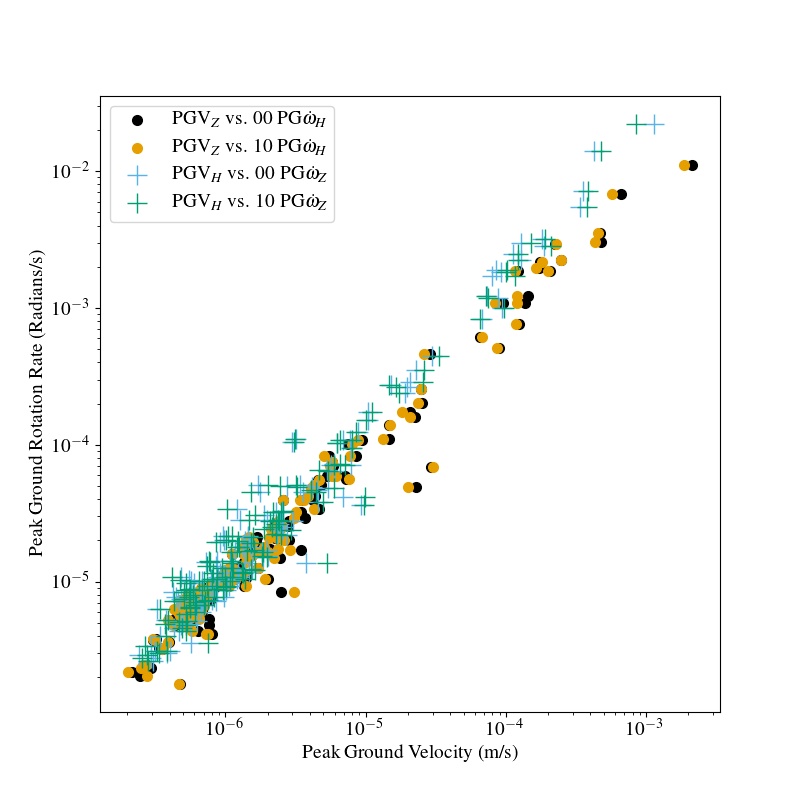 PGV_Z vs. 00 PGω̇_H
PGV_Z vs. 10 PGω̇_H
PGV_H vs. 00 PGω̇_Z
PGV_H vs. 10 PGω̇_Z
10⁻²
10⁻³
10⁻⁴
10⁻⁵
Peak Ground Rotation Rate (Radians/s)
10⁻⁶ 10⁻⁵ 10⁻⁴ 10⁻³
Peak Ground Velocity (m/s)